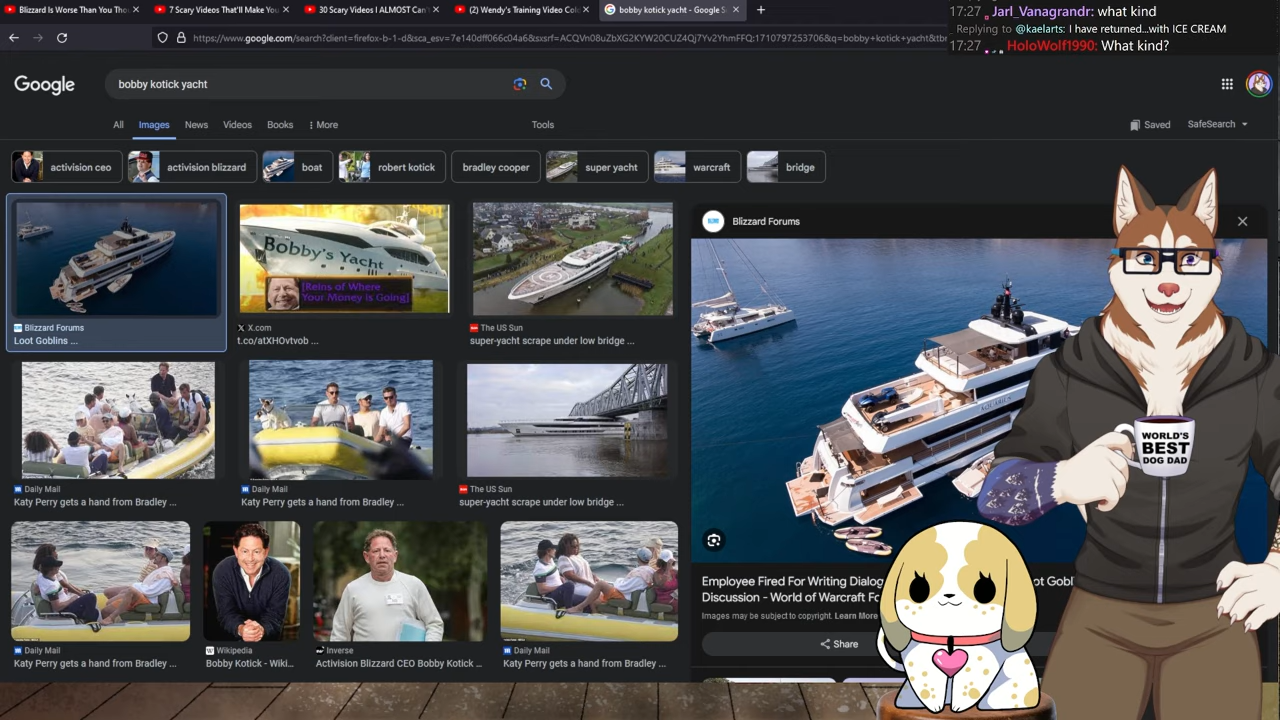 Blizzard Is Worse Than You Thou
7 Scary Videos That'll Make You
30 Scary Videos I ALMOST Can'
(2) Wendy's Training Video Col
bobby kotick yacht - Google S
17:27 Jarl_Vanagrandr: what kind
Replying to @kaelarts: I have returned...with ICE CREAM
17:27 HoloWolf1990: What kind?
https://www.google.com/search?client=firefox-b-1-d&sca_esv=7e140dff066c04a6&sxsrf=ACQVn08uZbXG2KYW20CUZ4Qj7Yv2YhmFFQ:1710797253706&q=bobby+kotick+yacht&tb
Google
bobby kotick yacht
All
Images
News
Videos
Books
More
Tools
Saved
SafeSearch
activision ceo
activision blizzard
boat
robert kotick
bradley cooper
super yacht
warcraft
bridge
Bobby's Yacht
[Reins of Where
Your Money is Going]
Blizzard Forums
Loot Goblins ...
X.com
t.co/atXHOvtvob ...
The US Sun
super-yacht scrape under low bridge ...
Daily Mail
Katy Perry gets a hand from Bradley ...
Daily Mail
Katy Perry gets a hand from Bradley ...
The US Sun
super-yacht scrape under low bridge ...
Daily Mail
Katy Perry gets a hand from Bradley ...
Wikipedia
Bobby Kotick - Wiki...
Inverse
Activision Blizzard CEO Bobby Kotick ...
Daily Mail
Katy Perry gets a hand from Bradley ...
Blizzard Forums
Employee Fired For Writing Dialog
Discussion - World of Warcraft Fo
Images may be subject to copyright. Learn More
Share
WORLD'S
BEST
DOG DAD